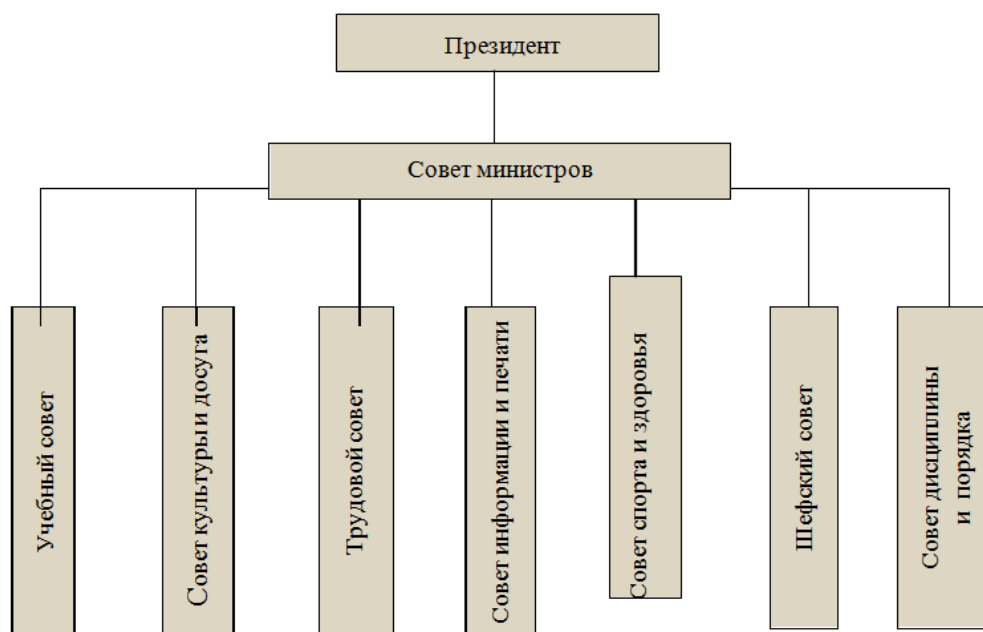 Президент
Совет министров
Учебный совет
Совет культуры и досуга
Трудовой совет
Совет информации и печати
Совет спорта и здоровья
Шефский совет
Совет дисциплины
и порядка